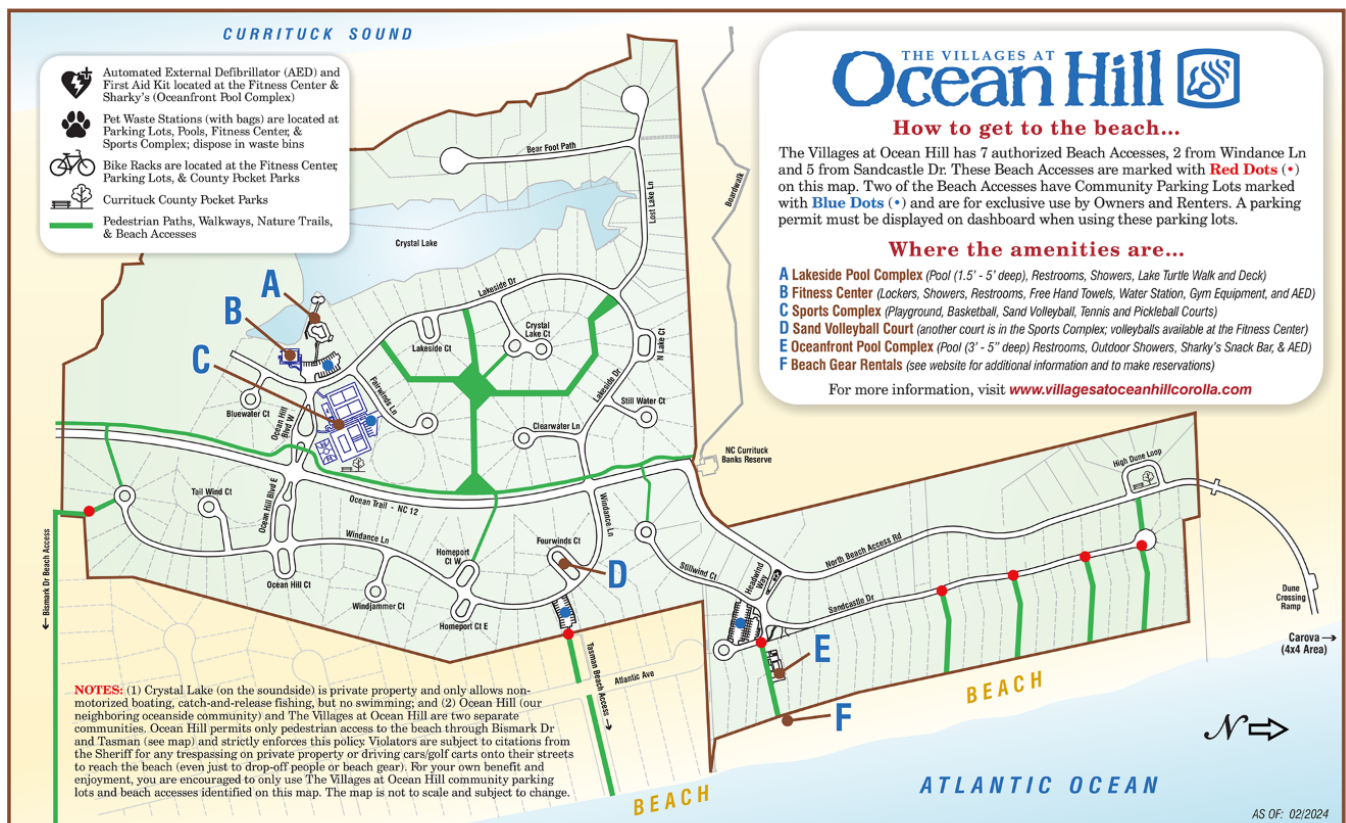 CURRITUCK SOUND
Automated External Defibrillator (AED) and
First Aid Kit located at the Fitness Center &
Sharky's (Oceanfront Pool Complex)
Pet Waste Stations (with bags) are located at
Parking Lots, Pools, Fitness Center, &
Sports Complex; dispose in waste bins
Bike Racks are located at the Fitness Center,
Parking Lots, & County Pocket Parks
Currituck County Pocket Parks
Pedestrian Paths, Walkways, Nature Trails,
& Beach Accesses
THE VILLAGES AT
Ocean Hill
How to get to the beach...
The Villages at Ocean Hill has 7 authorized Beach Accesses, 2 from Windance Ln
and 5 from Sandcastle Dr. These Beach Accesses are marked with Red Dots (•)
on this map. Two of the Beach Accesses have Community Parking Lots marked
with Blue Dots (•) and are for exclusive use by Owners and Renters. A parking
permit must be displayed on dashboard when using these parking lots.
Where the amenities are...
A Lakeside Pool Complex (Pool (1.5' - 5' deep), Restrooms, Showers, Lake Turtle Walk and Deck)
B Fitness Center (Lockers, Showers, Restrooms, Free Hand Towels, Water Station, Gym Equipment, and AED)
C Sports Complex (Playground, Basketball, Sand Volleyball, Tennis and Pickleball Courts)
D Sand Volleyball Court (another court is in the Sports Complex; volleyballs available at the Fitness Center)
E Oceanfront Pool Complex (Pool (3' - 5" deep) Restrooms, Outdoor Showers, Sharky's Snack Bar, & AED)
F Beach Gear Rentals (see website for additional information and to make reservations)
For more information, visit www.villagesatoceanhillcorolla.com
Bear Foot Path
Lost Lake Ln
Boardwalk
Crystal Lake
A
B
C
Lakeside Dr
Lakeside Ct
Crystal
Lake Ct
N Lake Ct
Lakeside Dr
Fairwinds Ln
Bluewater Ct
Ocean Hill
Blvd W
Still Water Ct
Clearwater Ln
NC Currituck
Banks Reserve
High Dune Loop
Tail Wind Ct
Ocean Hill Blvd E
Ocean Trail - NC 12
Windance Ln
Windance Ln
Homeport
Ct W
Fourwinds Ct
D
Ocean Hill Ct
Windjammer Ct
Homeport Ct E
Stillwind Ct
Headwind
Way
North Beach Access Rd
Sandcastle Dr
Dune
Crossing
Ramp
Carova →
(4x4 Area)
← Bismark Dr Beach Access
Tasman Beach Access →
Atlantic Ave
E
F
BEACH
N
NOTES: (1) Crystal Lake (on the soundside) is private property and only allows non-
motorized boating, catch-and-release fishing, but no swimming; and (2) Ocean Hill (our
neighboring oceanside community) and The Villages at Ocean Hill are two separate
communities. Ocean Hill permits only pedestrian access to the beach through Bismark Dr
and Tasman (see map) and strictly enforces this policy. Violators are subject to citations from
the Sheriff for any trespassing on private property or driving cars/golf carts onto their streets
to reach the beach (even just to drop-off people or beach gear). For your own benefit and
enjoyment, you are encouraged to only use The Villages at Ocean Hill community parking
lots and beach accesses identified on this map. The map is not to scale and subject to change.
BEACH
ATLANTIC OCEAN
AS OF: 02/2024